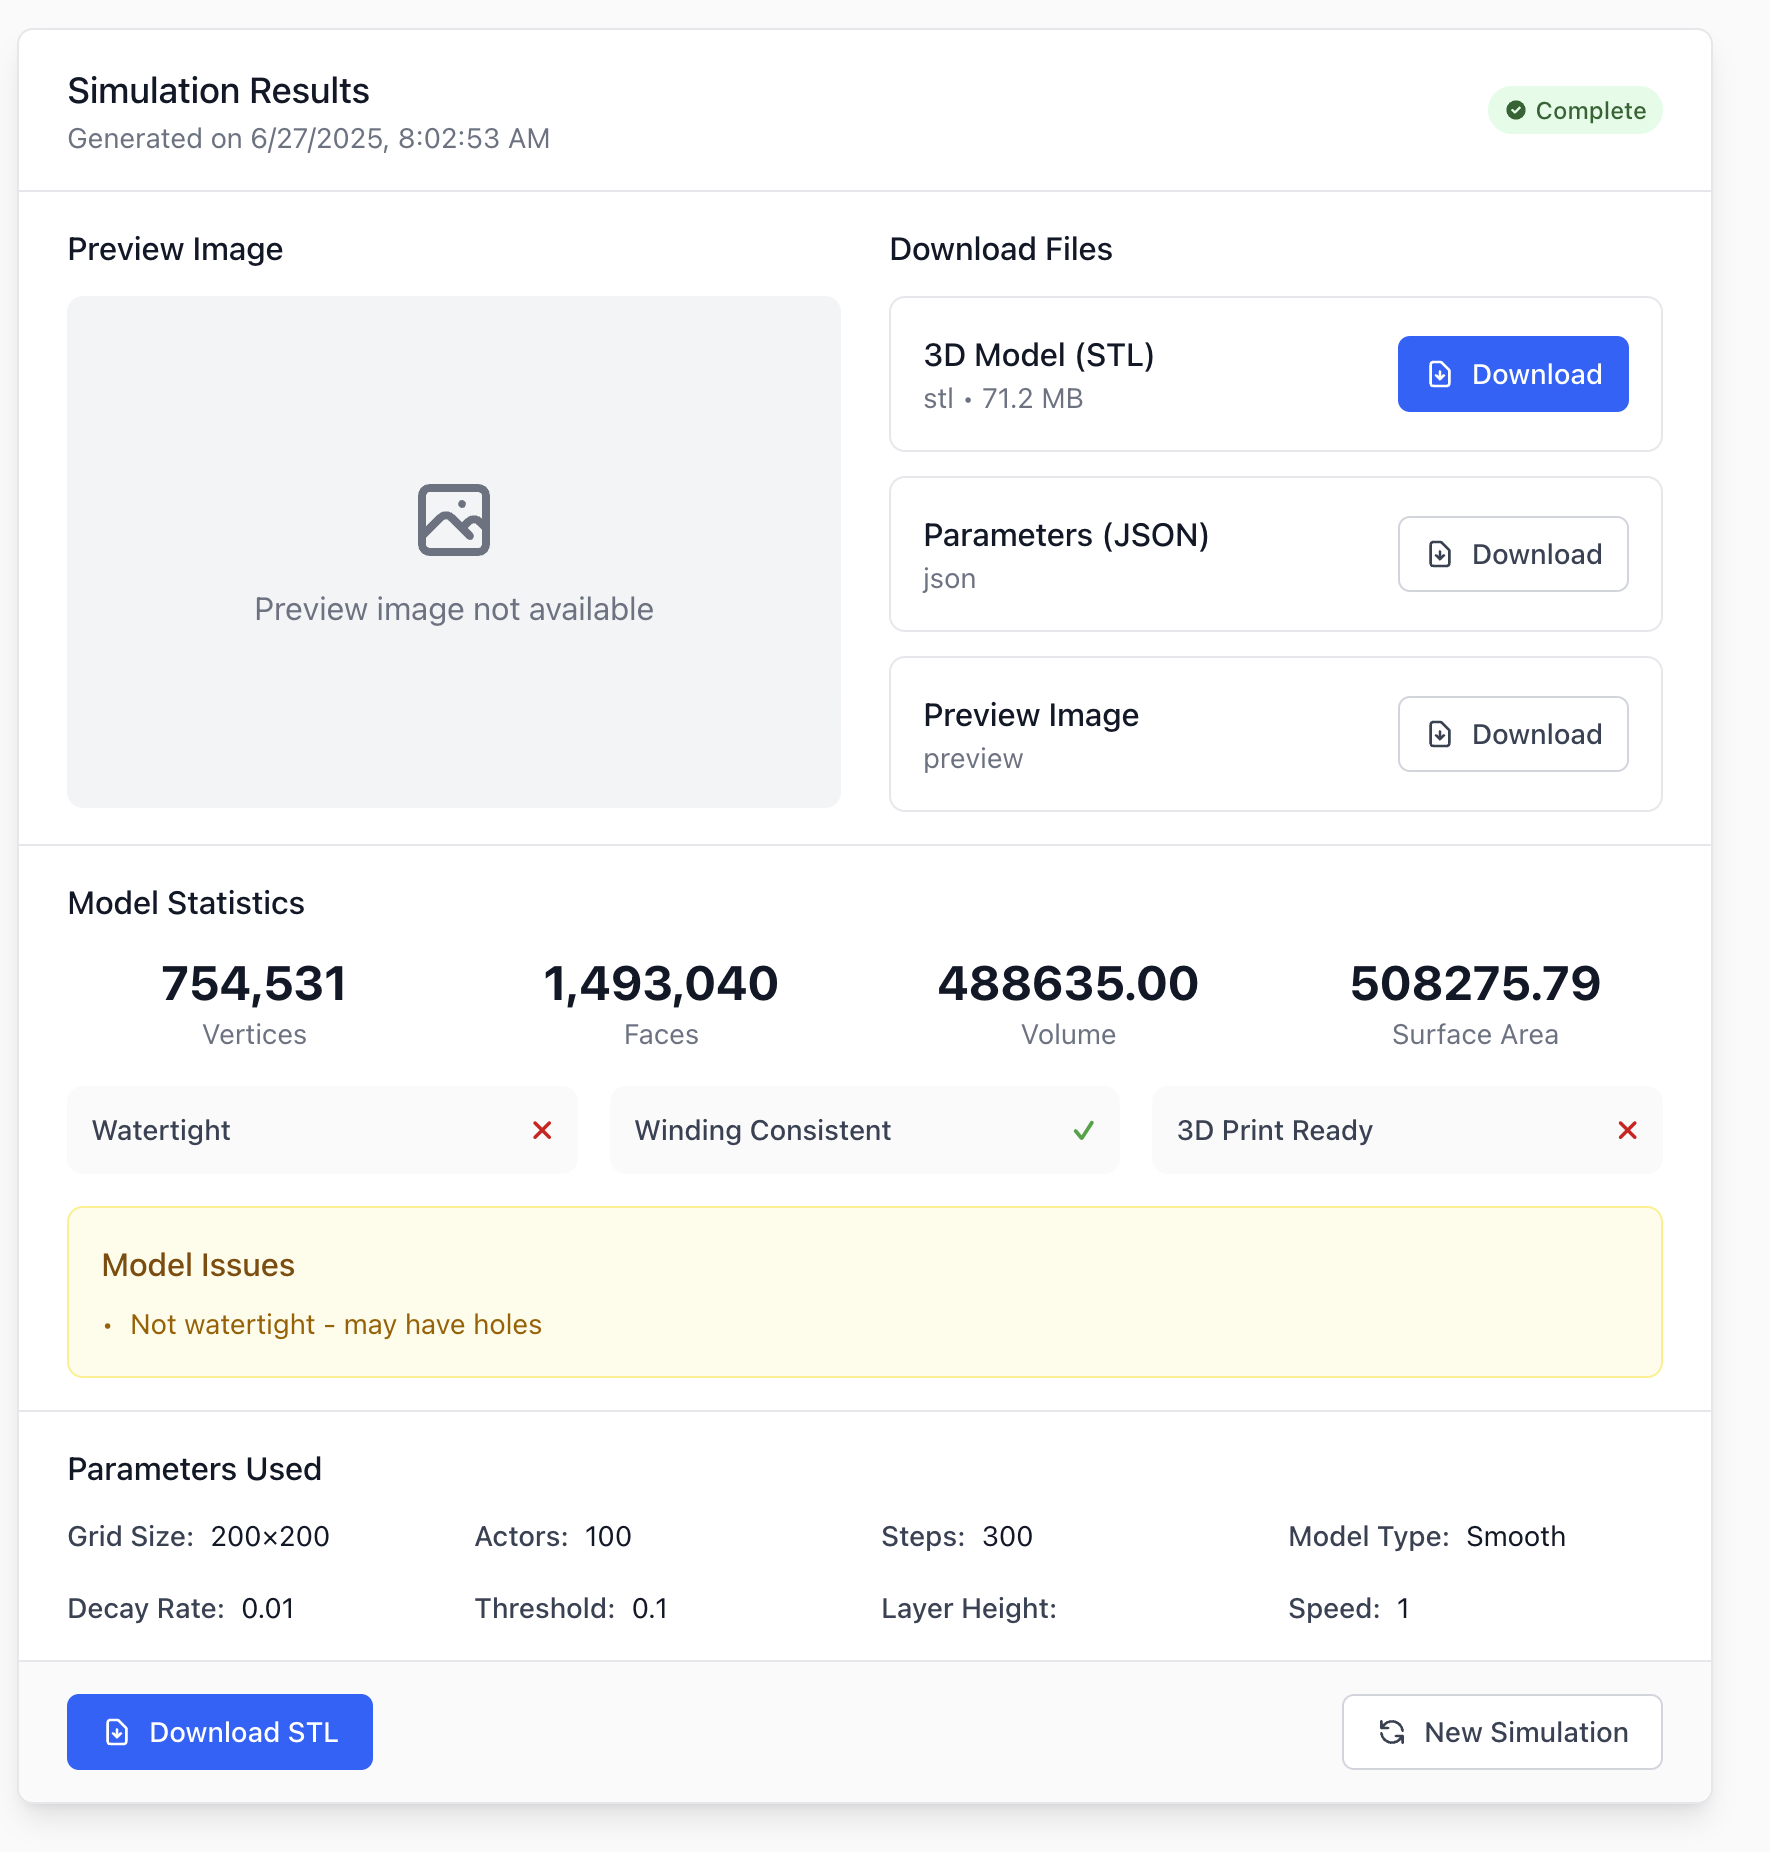 Simulation Results
Generated on 6/27/2025, 8:02:53 AM
Complete
Preview Image
Preview image not available
Download Files
3D Model (STL)
stl • 71.2 MB
Download
Parameters (JSON)
json
Download
Preview Image
preview
Download
Model Statistics
754,531
Vertices
1,493,040
Faces
488635.00
Volume
508275.79
Surface Area
Watertight
Winding Consistent
3D Print Ready
Model Issues
• Not watertight - may have holes
Parameters Used
Grid Size: 200×200
Actors: 100
Steps: 300
Model Type: Smooth
Decay Rate: 0.01
Threshold: 0.1
Layer Height:
Speed: 1
Download STL
New Simulation